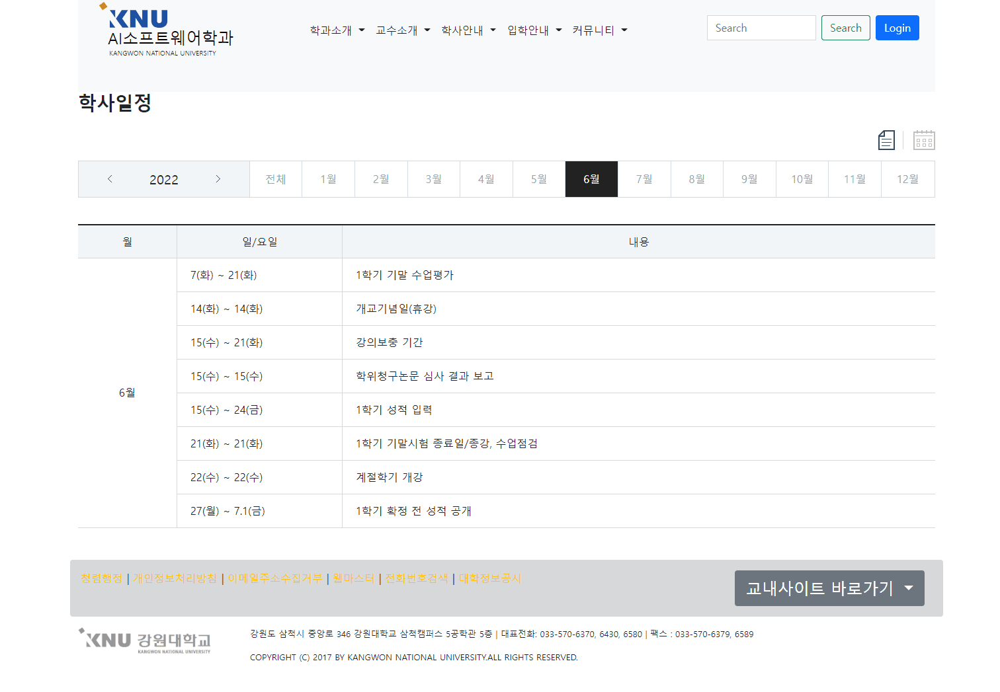 KNU
AI소프트웨어학과
KANGWON NATIONAL UNIVERSITY
학과소개 교수소개 학사안내 입학안내 커뮤니티
Search Search Login
학사일정
2022 전체 1월 2월 3월 4월 5월 6월 7월 8월 9월 10월 11월 12월
월 일/요일 내용
6월
7(화) ~ 21(화) 1학기 기말 수업평가
14(화) ~ 14(화) 개교기념일(휴강)
15(수) ~ 21(화) 강의보충 기간
15(수) ~ 15(수) 학위청구논문 심사 결과 보고
15(수) ~ 24(금) 1학기 성적 입력
21(화) ~ 21(화) 1학기 기말시험 종료일/종강, 수업점검
22(수) ~ 22(수) 계절학기 개강
27(월) ~ 7.1(금) 1학기 확정 전 성적 공개
청렴행정 | 개인정보처리방침 | 이메일주소수집거부 | 웹마스터 | 전화번호검색 | 대학정보공시
교내사이트 바로가기
KNU 강원대학교
KANGWON NATIONAL UNIVERSITY
강원도 삼척시 중앙로 346 강원대학교 삼척캠퍼스 5공학관 5층 | 대표전화: 033-570-6370, 6430, 6580 | 팩스 : 033-570-6379, 6589
COPYRIGHT (C) 2017 BY KANGWON NATIONAL UNIVERSITY.ALL RIGHTS RESERVED.